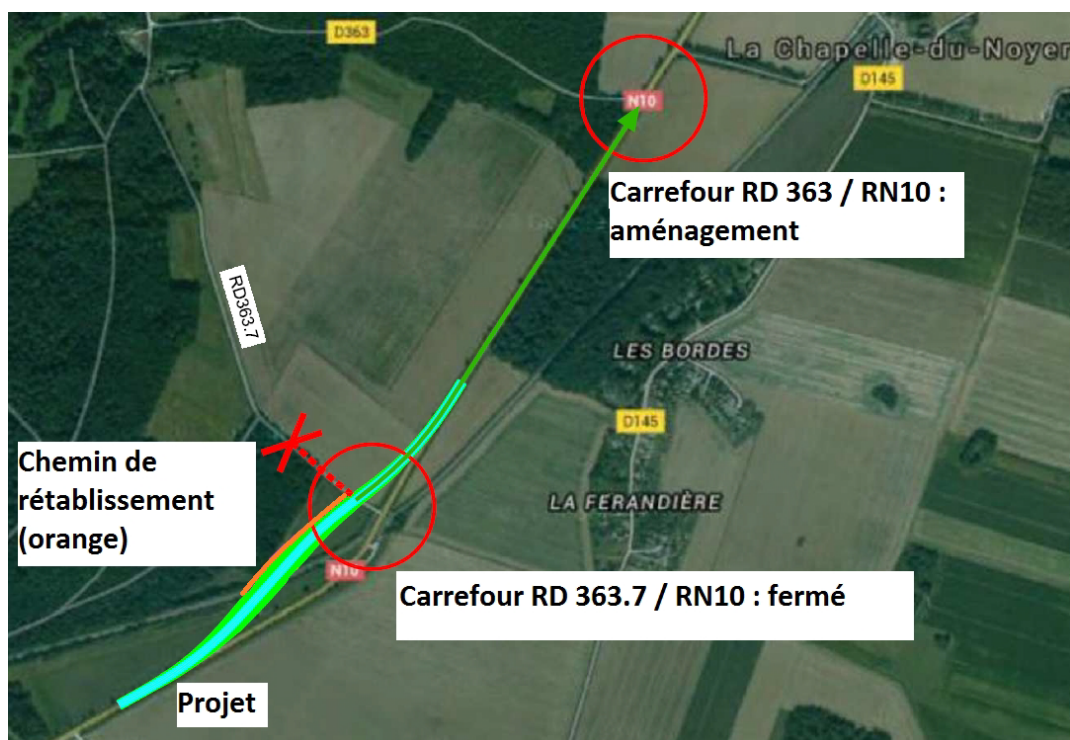 D363
La Chapelle-du-Noyer
D145
N10
Carrefour RD 363 / RN10 :
aménagement
RD363.7
LES BORDES
D145
Chemin de
rétablissement
(orange)
LA FERANDIÈRE
N10
Carrefour RD 363.7 / RN10 : fermé
Projet